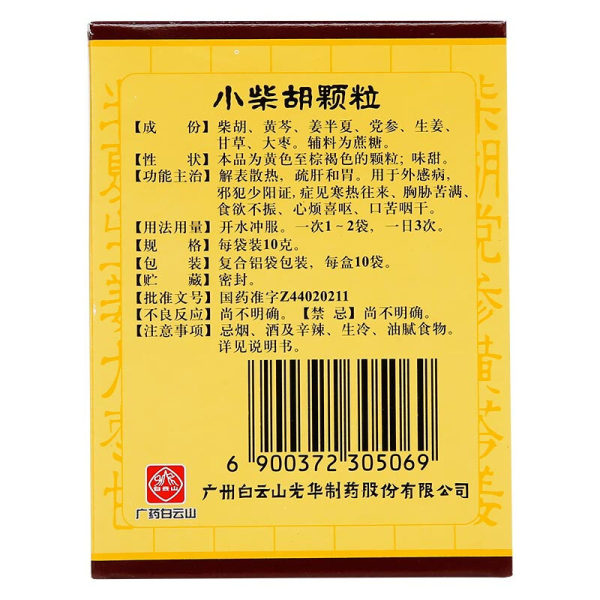 小柴胡颗粒
【成　份】柴胡、黄芩、姜半夏、党参、生姜、
甘草、大枣。辅料为蔗糖。
【性　状】本品为黄色至棕褐色的颗粒；味甜。
【功能主治】解表散热，疏肝和胃。用于外感病，
邪犯少阳证,症见寒热往来、胸胁苦满、
食欲不振、心烦喜呕、口苦咽干。
【用法用量】开水冲服。一次1~2袋，一日3次。
【规　格】每袋装10克。
【包　装】复合铝袋包装，每盒10袋。
【贮　藏】密封。
【批准文号】国药准字Z44020211
【不良反应】尚不明确。【禁 忌】尚不明确。
【注意事项】忌烟、酒及辛辣、生冷、油腻食物。
详见说明书。
6 900372 305069
广州白云山光华制药股份有限公司
白云山
广药白云山
柴胡党参黄芩姜